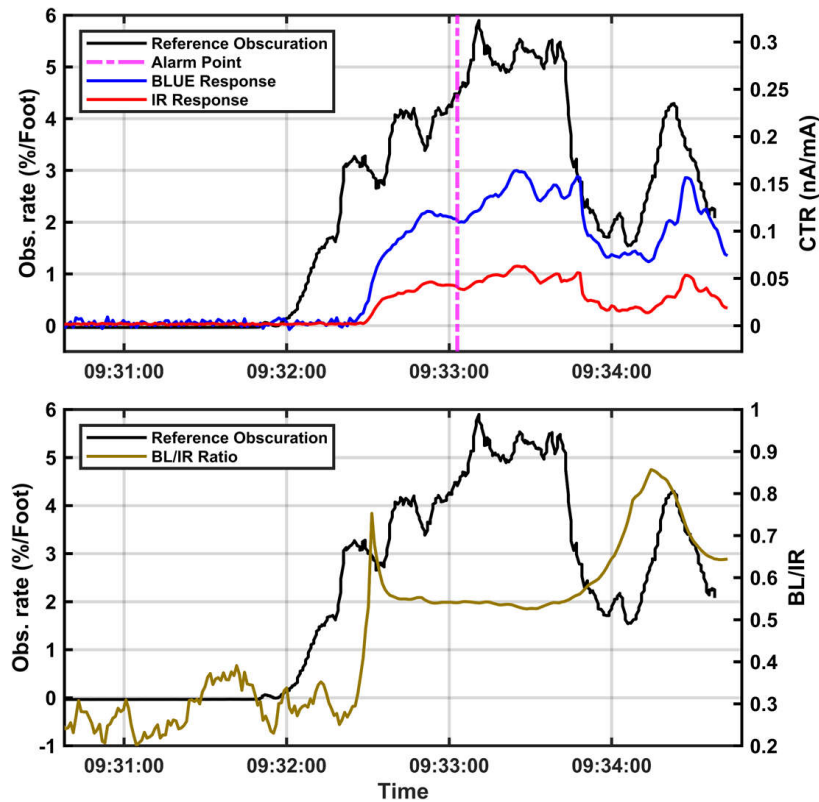 6
5
4
3
2
1
0
Obs. rate (%/Foot)
Reference Obscuration
Alarm Point
BLUE Response
IR Response
0.3
0.25
0.2
0.15
0.1
0.05
0
CTR (nA/mA)
09:31:00 09:32:00 09:33:00 09:34:00
6
5
4
3
2
1
0
-1
Obs. rate (%/Foot)
Reference Obscuration
BL/IR Ratio
1
0.9
0.8
0.7
0.6
0.5
0.4
0.3
0.2
BL/IR
09:31:00 09:32:00 09:33:00 09:34:00
Time